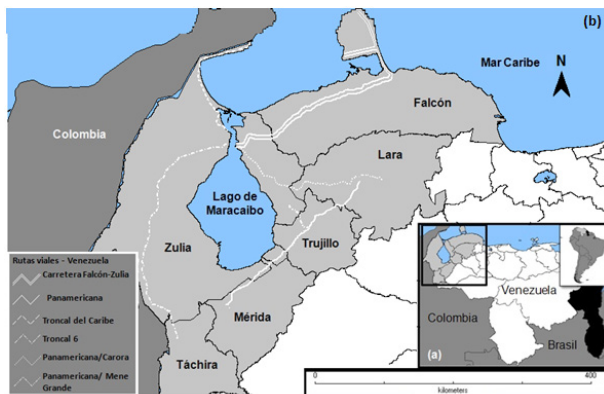 (b)
N
Mar Caribe
Falcón
Colombia
Lara
Lago de
Maracaibo
Zulia
Trujillo
Mérida
Táchira
Rutas viales - Venezuela
Carretera Falcón-Zulia
Panamericana
Troncal del Caribe
Troncal 6
Panamericana/Carora
Panamericana/ Mene
Grande
Venezuela
Colombia
Brasil
(a)
0
400
kilometers